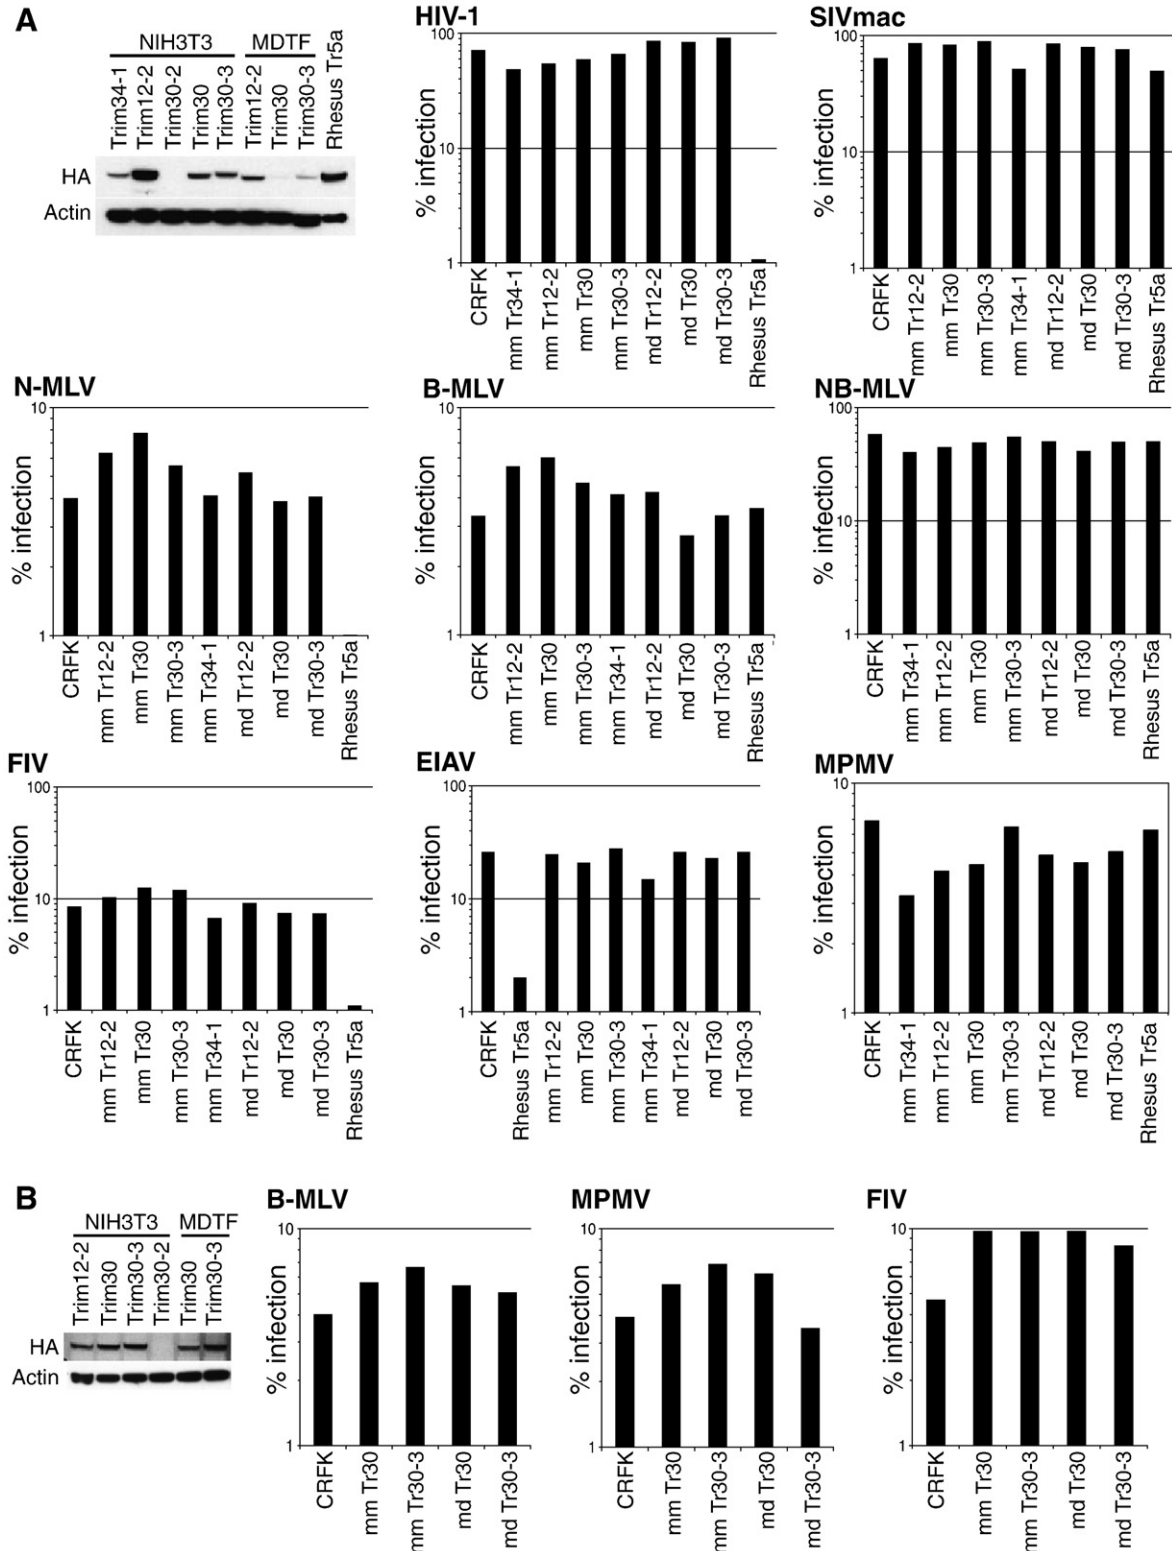 A
NIH3T3 MDTF
Trim34-1 Trim12-2 Trim30-2 Trim30 Trim30-3 Trim12-2 Trim30 Trim30-3 Rhesus Tr5a
HA
Actin
HIV-1
% infection
100
10
1
CRFK mm Tr34-1 mm Tr12-2 mm Tr30 mm Tr30-3 md Tr12-2 md Tr30 md Tr30-3 Rhesus Tr5a
SIVmac
% infection
100
10
1
CRFK mm Tr12-2 mm Tr30 mm Tr30-3 mm Tr34-1 md Tr12-2 md Tr30 md Tr30-3 Rhesus Tr5a
N-MLV
% infection
10
1
CRFK mm Tr12-2 mm Tr30 mm Tr30-3 mm Tr34-1 md Tr12-2 md Tr30 md Tr30-3 Rhesus Tr5a
B-MLV
% infection
10
1
CRFK mm Tr12-2 mm Tr30 mm Tr30-3 mm Tr34-1 md Tr12-2 md Tr30 md Tr30-3 Rhesus Tr5a
NB-MLV
% infection
100
10
1
CRFK mm Tr34-1 mm Tr12-2 mm Tr30 mm Tr30-3 md Tr12-2 md Tr30 md Tr30-3 Rhesus Tr5a
FIV
% infection
100
10
1
CRFK mm Tr12-2 mm Tr30 mm Tr30-3 mm Tr34-1 md Tr12-2 md Tr30 md Tr30-3 Rhesus Tr5a
EIAV
% infection
100
10
1
CRFK Rhesus Tr5a mm Tr12-2 mm Tr30 mm Tr30-3 mm Tr34-1 md Tr12-2 md Tr30 md Tr30-3
MPMV
% infection
10
1
CRFK mm Tr34-1 mm Tr12-2 mm Tr30 mm Tr30-3 md Tr12-2 md Tr30 md Tr30-3 Rhesus Tr5a
B
NIH3T3 MDTF
Trim12-2 Trim30 Trim30-3 Trim30-2 Trim30 Trim30-3
HA
Actin
B-MLV
% infection
10
1
CRFK mm Tr30 mm Tr30-3 md Tr30 md Tr30-3
MPMV
% infection
10
1
CRFK mm Tr30 mm Tr30-3 md Tr30 md Tr30-3
FIV
% infection
10
1
CRFK mm Tr30 mm Tr30-3 md Tr30 md Tr30-3